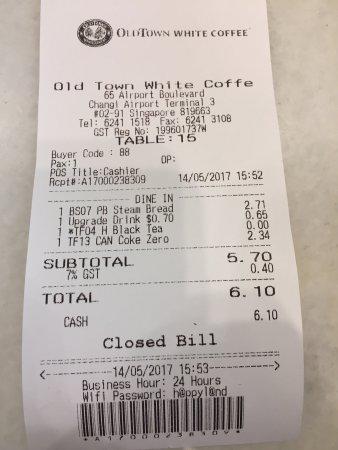 OLDTOWN WHITE COFFEE
Old Town White Coffe
65 Airport Boulevard
Changi Airport Terminal 3
#02-91 Singapore 819663
Tel: 6241 1518 Fax: 6241 3108
GST Reg No: 199601737W
TABLE: 15
Buyer Code : 88
Pax:1 OP:
POS Title:Cashler
Rcpt#:A17000238309 14/05/2017 15:52
DINE IN
1 BS07 PB Steam Bread 2.71
1 Upgrade Drink $0.70 0.65
1 *TF04 H Black Tea 0.00
1 TF13 CAN Coke Zero 2.34
SUBTOTAL 5.70
7% GST 0.40
TOTAL 6.10
CASH 6.10
Closed Bill
<---- 14/05/2017 15:53 ---->
Business Hour: 24 Hours
Wifi Password: h@ppyl@nd
*A17000238309*